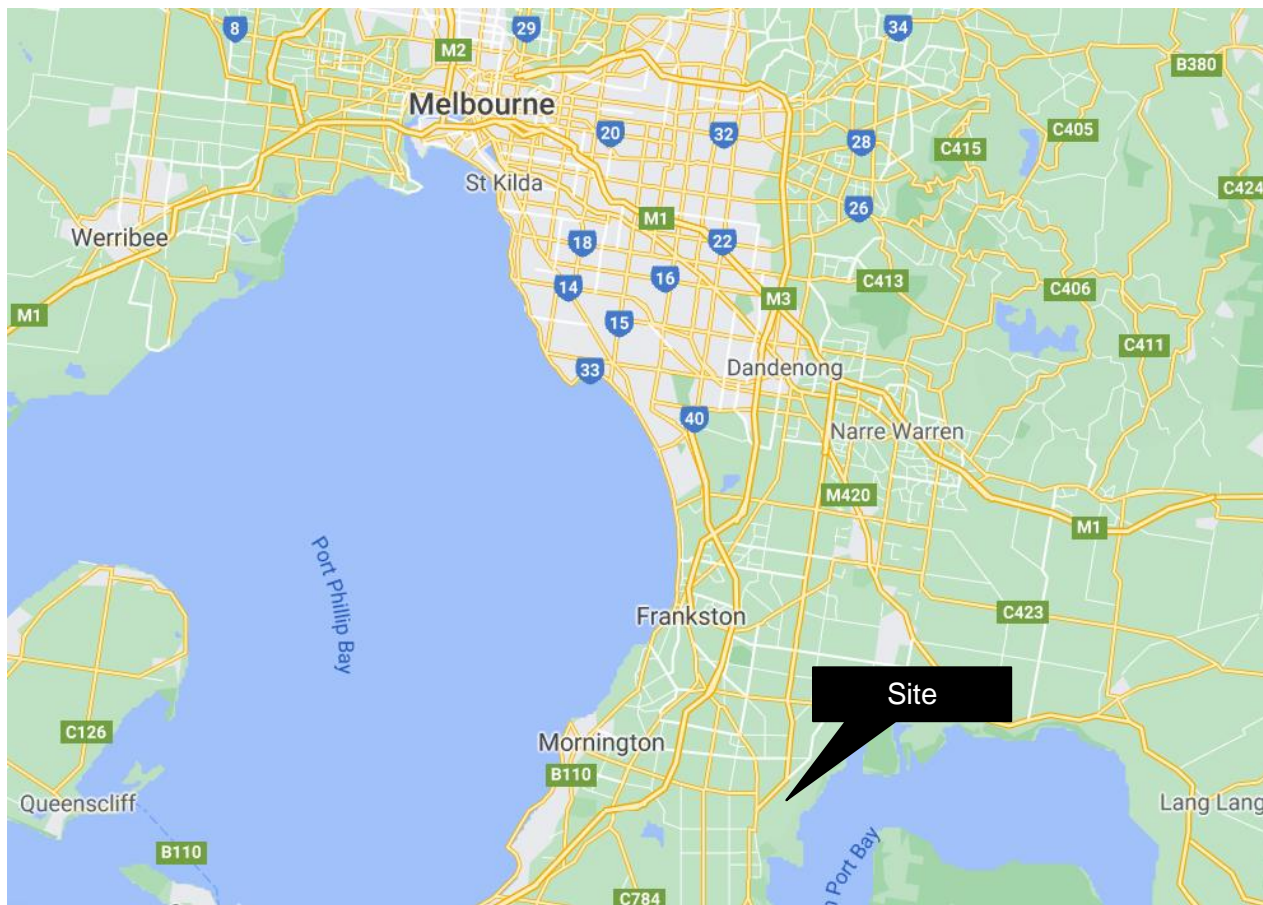 8
29
34
M2
B380
Melbourne
20
32
28
C405
C415
St Kilda
C424
26
M1
Werribee
18
22
14
16
C413
C406
M3
M1
15
C411
33
Dandenong
40
Narre Warren
M420
M1
Port Phillip Bay
Frankston
C423
Site
C126
Mornington
B110
Queenscliff
Lang Lang
B110
Port Bay
C784